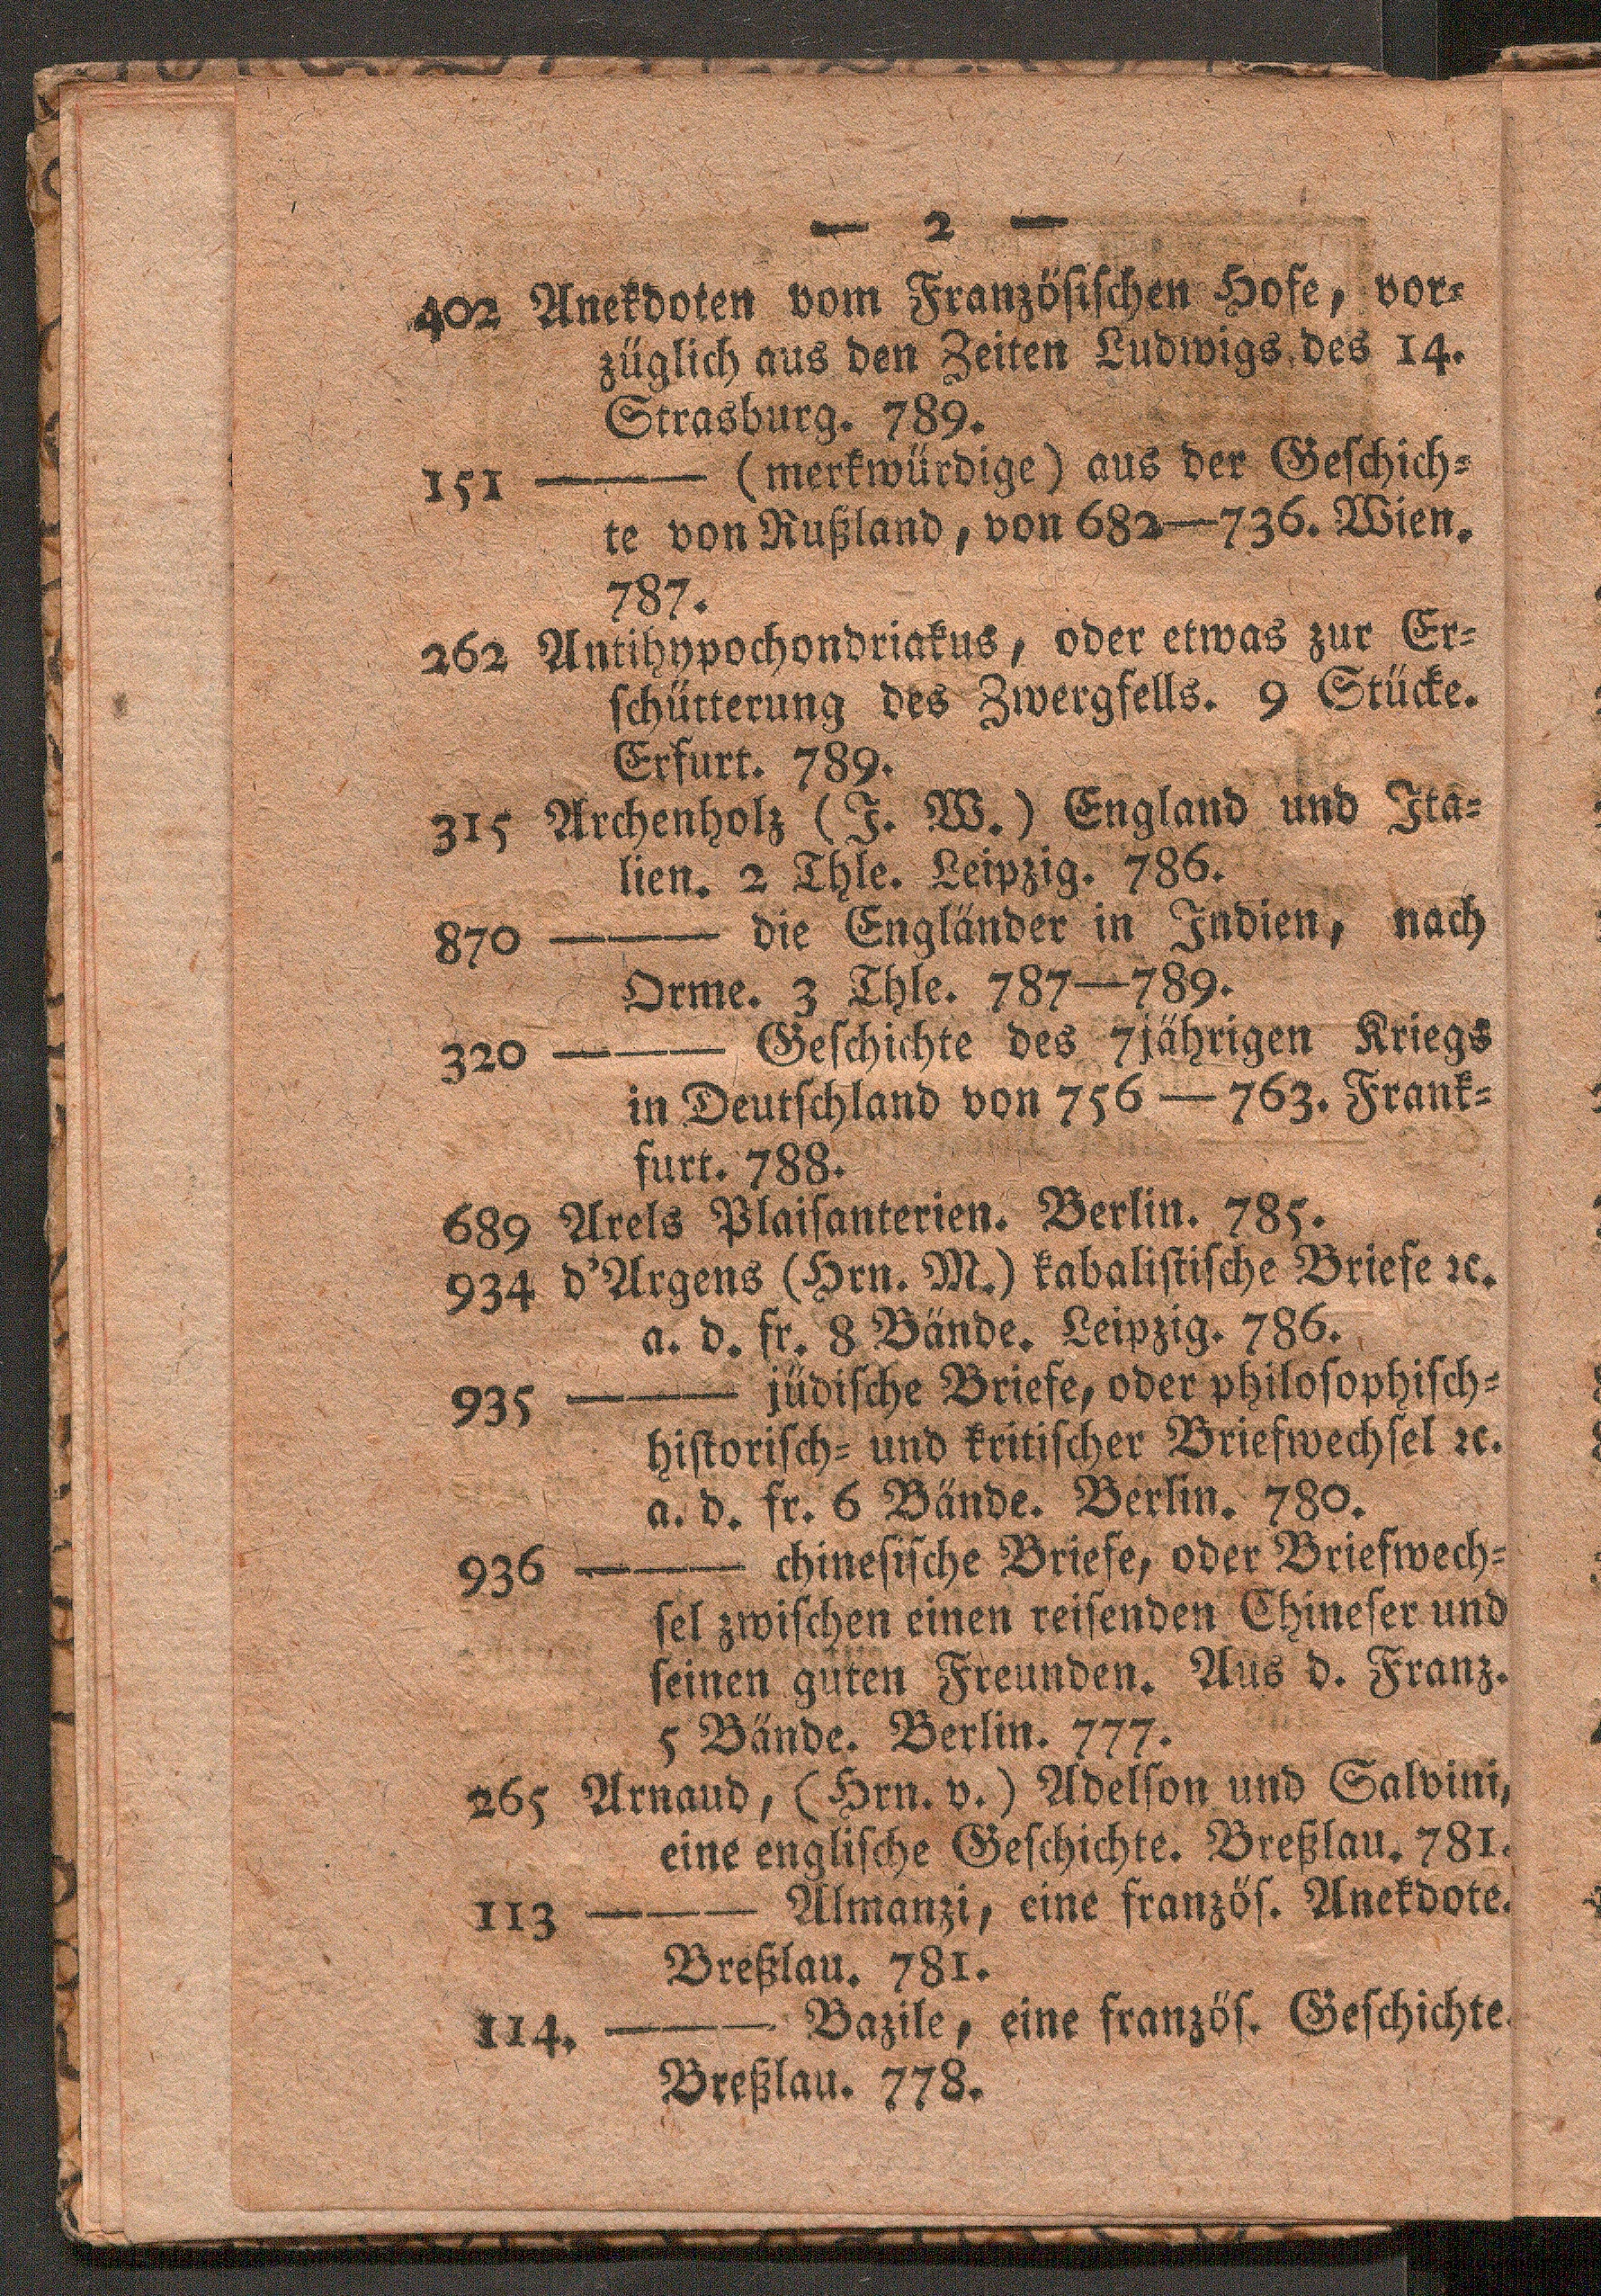 — 2 —
402 Anekdoten vom Französischen Hofe, vor-
züglich aus den Zeiten Ludwigs des 14.
Strasburg. 789.
151 ——— (merkwürdige) aus der Geschich-
te von Rußland, von 682—736. Wien.
787.
262 Antihypochondriakus, oder etwas zur Er-
schütterung des Zwergfells. 9 Stücke.
Erfurt. 789.
315 Archenholz (J. W.) England und Ita-
lien. 2 Thle. Leipzig. 786.
870 ——— die Engländer in Indien, nach
Orme. 3 Thle. 787—789.
320 ——— Geschichte des 7jährigen Kriegs
in Deutschland von 756 — 763. Frank-
furt. 788.
689 Arels Plaisanterien. Berlin. 785.
934 d'Argens (Hrn. M.) kabalistische Briefe ꝛc.
a. d. fr. 8 Bände. Leipzig. 786.
935 ——— jüdische Briefe, oder philosophisch-
historisch- und kritischer Briefwechsel ꝛc.
a. d. fr. 6 Bände. Berlin. 780.
936 ——— chinesische Briefe, oder Briefwech-
sel zwischen einen reisenden Chineser und
seinen guten Freunden. Aus d. Franz.
5 Bände. Berlin. 777.
265 Arnaud, (Hrn. v.) Adelson und Salvini,
eine englische Geschichte. Breßlau. 781.
113 ——— Almanzi, eine französ. Anekdote.
Breßlau. 781.
114. ——— Bazile, eine französ. Geschichte.
Breßlau. 778.